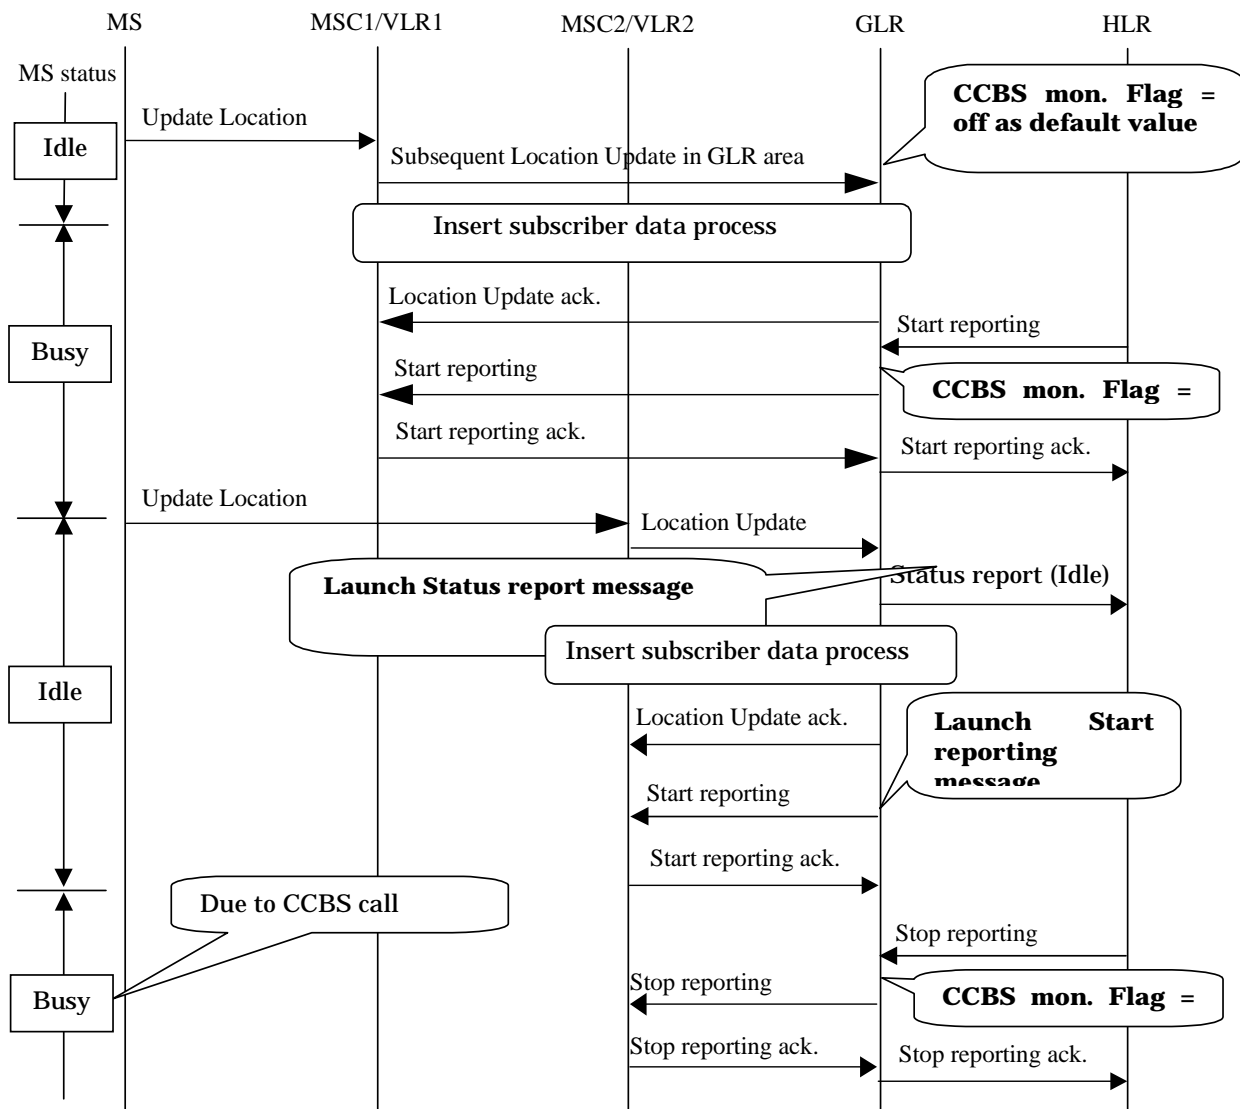 MS MSC1/VLR1 MSC2/VLR2 GLR HLR
MS status
CCBS mon. Flag =
off as default value
Update Location
Idle
Subsequent Location Update in GLR area
Insert subscriber data process
Location Update ack.
Start reporting
Busy
Start reporting
CCBS mon. Flag =
Start reporting ack.
Start reporting ack.
Update Location
Location Update
Launch Status report message
Status report (Idle)
Insert subscriber data process
Idle
Location Update ack.
Launch Start
reporting
message
Start reporting
Start reporting ack.
Due to CCBS call
Stop reporting
Stop reporting
CCBS mon. Flag =
Busy
Stop reporting ack.
Stop reporting ack.